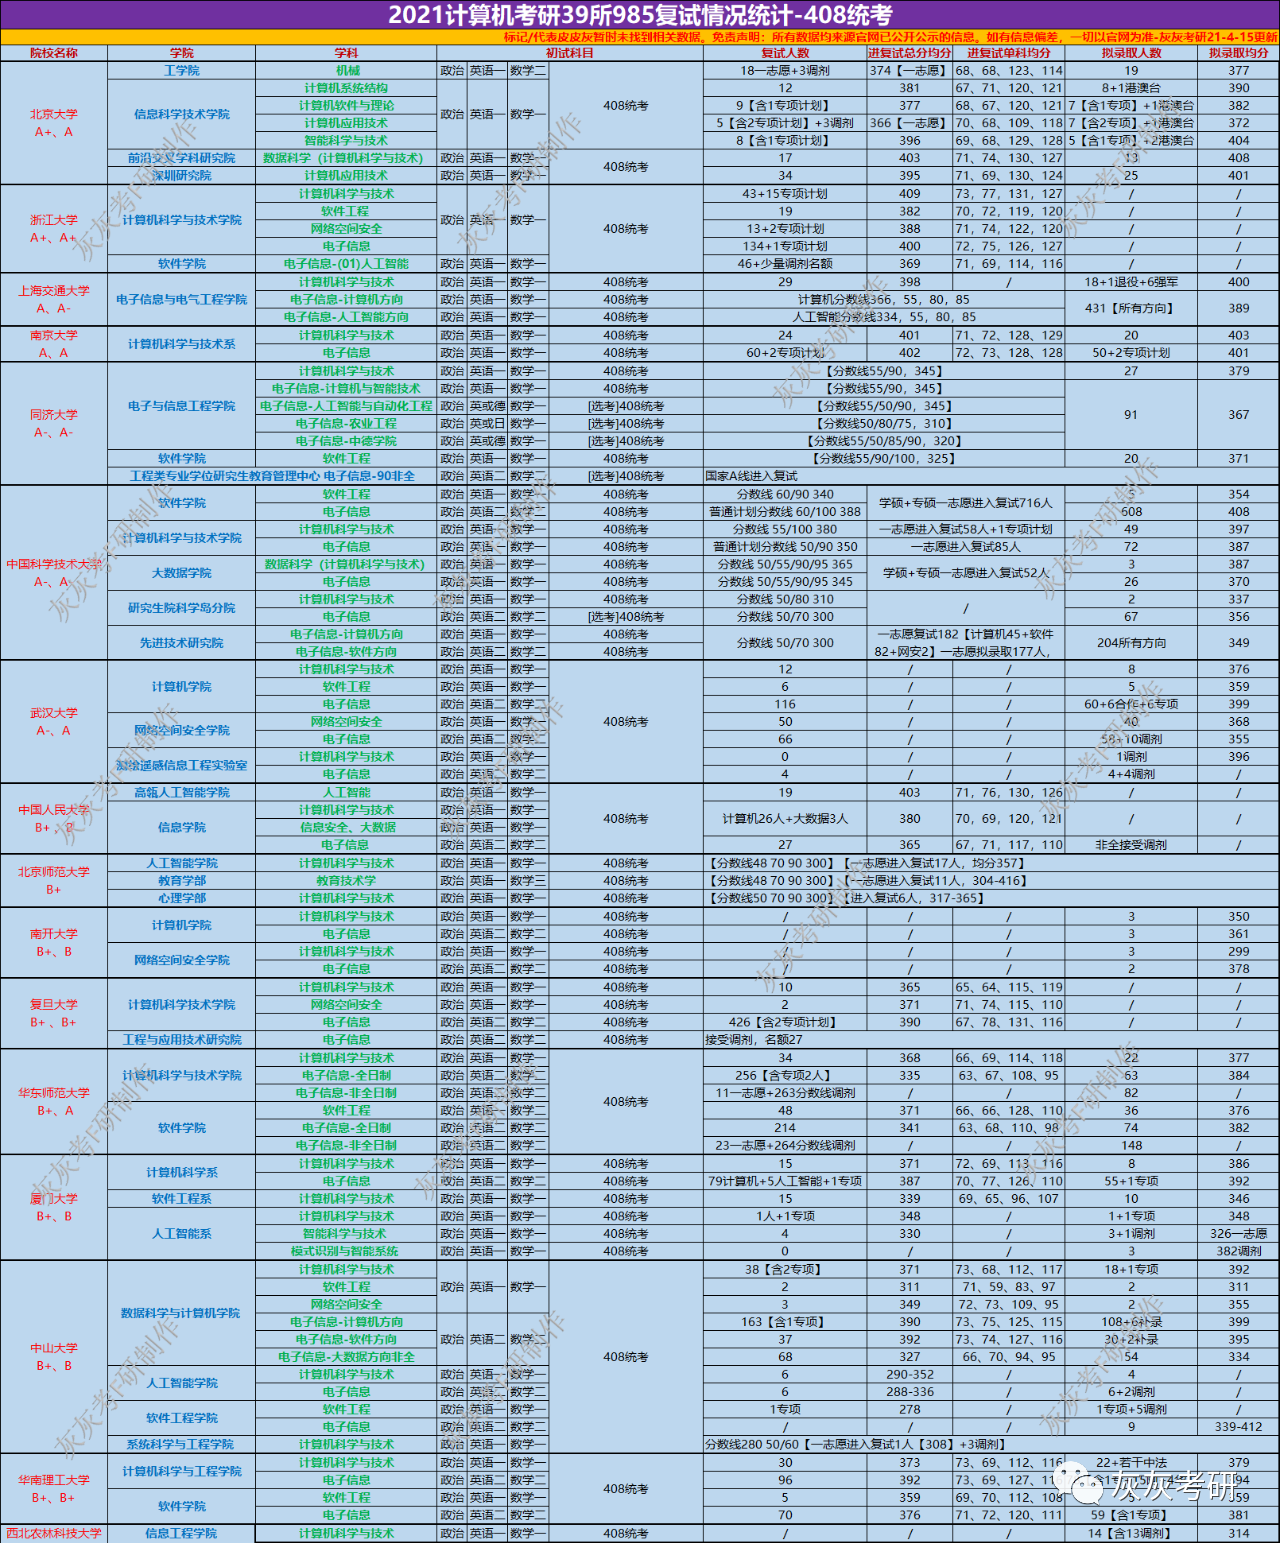 2021计算机考研39所985复试情况统计-408统考
标记/代表皮皮灰暂时未找到相关数据。免责声明：所有数据均来源官网已公开公示的信息。如有信息偏差，一切以官网为准-灰灰考研21-4-15更新
院校名称 学院 学科 初试科目 复试人数 进复试总分均分 进复试单科均分 拟录取人数 拟录取均分
北京大学 A+、A
工学院 机械 政治 英语一 数学二 408统考 18一志愿+3调剂 374【一志愿】 68、68、123、114 19 377
信息科学技术学院 计算机系统结构 政治 英语一 数学一 12 381 67、71、120、121 8+1港澳台 390
计算机软件与理论 9【含1专项计划】 377 68、67、120、121 7【含1专项】+1港澳台 382
计算机应用技术 5【含2专项计划】+3调剂 366【一志愿】 70、68、109、118 7【含2专项】+1港澳台 372
智能科学与技术 8【含1专项计划】 396 69、68、129、128 5【含1专项】+2港澳台 404
前沿交叉学科研究院 数据科学（计算机科学与技术） 政治 英语一 数学一 408统考 17 403 71、74、130、127 13 408
深圳研究院 计算机应用技术 政治 英语一 数学一 34 395 71、69、130、124 25 401
浙江大学 A+、A+
计算机科学与技术学院 计算机科学与技术 政治 英语一 数学一 408统考 43+15专项计划 409 73，77，131，127 / /
软件工程 19 382 70，72，119，120 / /
网络空间安全 13+2专项计划 388 71，74，122，120 / /
电子信息 134+1专项计划 400 72，75，126，127 / /
软件学院 电子信息-(01)人工智能 政治 英语一 数学一 46+少量调剂名额 369 71，69，114，116 / /
上海交通大学 A、A-
电子信息与电气工程学院 计算机科学与技术 政治 英语一 数学一 408统考 29 398 / 18+1退役+6强军 400
电子信息-计算机方向 政治 英语一 数学一 408统考 计算机分数线366，55，80，85 431【所有方向】 389
电子信息-人工智能方向 政治 英语一 数学一 408统考 人工智能分数线334，55，80，85
南京大学 A、A
计算机科学与技术系 计算机科学与技术 政治 英语一 数学一 408统考 24 401 71、72、128、129 20 403
电子信息 政治 英语一 数学一 408统考 60+2专项计划 402 72、73、128、128 50+2专项计划 401
同济大学 A-、A-
电子与信息工程学院 计算机科学与技术 政治 英语一 数学一 408统考 【分数线55/90，345】 27 379
电子信息-计算机与智能技术 政治 英语一 数学一 408统考 【分数线55/90，345】 91 367
电子信息-人工智能与自动化工程 政治 英或德 数学一 [选考]408统考 【分数线55/50/90，345】
电子信息-农业工程 政治 英或日 数学一 [选考]408统考 【分数线50/80/75，310】
电子信息-中德学院 政治 英或德 数学一 [选考]408统考 【分数线55/50/85/90，320】
软件学院 软件工程 政治 英语一 数学一 408统考 【分数线55/90/100，325】 20 371
工程类专业学位研究生教育管理中心 电子信息-90非全 政治 英语二 数学二 [选考]408统考 国家A线进入复试
中国科学技术大学 A-、A
软件学院 软件工程 政治 英语一 数学一 408统考 分数线 60/90 340 学硕+专硕一志愿进入复试716人 354
电子信息 政治 英语二 数学二 408统考 普通计划分数线 60/100 388 608 408
计算机科学与技术学院 计算机科学与技术 政治 英语一 数学一 408统考 分数线 55/100 380 一志愿进入复试58人+1专项计划 49 397
电子信息 政治 英语一 数学一 408统考 普通计划分数线 50/90 350 一志愿进入复试85人 72 387
大数据学院 数据科学（计算机科学与技术） 政治 英语一 数学一 408统考 分数线 50/55/90/95 365 学硕+专硕一志愿进入复试52人 3 387
电子信息 政治 英语一 数学一 408统考 分数线 50/55/90/95 345 26 370
研究生院科学岛分院 计算机科学与技术 政治 英语一 数学一 408统考 分数线 50/80 310 / 2 337
电子信息 政治 英语二 数学二 [选考]408统考 分数线 50/70 300 67 356
先进技术研究院 电子信息-计算机方向 政治 英语一 数学一 408统考 分数线 50/70 300 一志愿复试182【计算机45+软件 204所有方向 349
电子信息-软件方向 政治 英语二 数学二 408统考 82+网安2】一志愿拟录取177人，
武汉大学 A-、A
计算机学院 计算机科学与技术 政治 英语一 数学一 408统考 12 / / 8 376
软件工程 政治 英语一 数学一 6 / / 5 359
电子信息 政治 英语二 数学二 116 / / 60+6合作+6专项 399
网络空间安全学院 网络空间安全 政治 英语一 数学一 50 / / 40 368
电子信息 政治 英语二 数学二 66 / / 58+10调剂 355
测绘遥感信息工程实验室 计算机科学与技术 政治 英语一 数学一 0 / / 1调剂 396
电子信息 政治 英语二 数学二 4 / / 4+4调剂 /
中国人民大学 B+
高瓴人工智能学院 人工智能 政治 英语一 数学一 408统考 19 403 71，76，130，126 / /
信息学院 计算机科学与技术 政治 英语一 数学一 计算机26人+大数据3人 380 70，69，120，121 / /
信息安全、大数据 政治 英语一 数学一
电子信息 政治 英语二 数学二 27 365 67，71，117，110 非全接受调剂 /
北京师范大学 B+
人工智能学院 计算机科学与技术 政治 英语一 数学一 408统考 【分数线48 70 90 300】【一志愿进入复试17人，均分357】
教育学部 教育技术学 政治 英语一 数学三 408统考 【分数线48 70 90 300】【一志愿进入复试11人，304-416】
心理学部 计算机科学与技术 政治 英语一 数学一 408统考 【分数线50 70 90 300】【进入复试6人，317-365】
南开大学 B+、B
计算机学院 计算机科学与技术 政治 英语一 数学一 408统考 / / / 3 350
电子信息 政治 英语二 数学二 408统考 / / / 3 361
网络空间安全学院 计算机科学与技术 政治 英语一 数学一 408统考 / / / 3 299
电子信息 政治 英语二 数学二 408统考 / / / 2 378
复旦大学 B+、B+
计算机科学技术学院 计算机科学与技术 政治 英语一 数学一 408统考 10 365 65、64、115、119 / /
网络空间安全 政治 英语一 数学一 408统考 2 371 71、74、115、110 / /
电子信息 政治 英语二 数学二 408统考 426【含2专项计划】 390 67、78、131、116 / /
工程与应用技术研究院 电子信息 政治 英语二 数学二 408统考 接受调剂，名额27
华东师范大学 B+、A
计算机科学与技术学院 计算机科学与技术 政治 英语一 数学一 408统考 34 368 66、69、114、118 22 377
电子信息-全日制 政治 英语二 数学二 256【含专项2人】 335 63、67、108、95 63 384
电子信息-非全日制 政治 英语二 数学二 11一志愿+263分数线调剂 / / 82 /
软件学院 软件工程 政治 英语一 数学一 48 371 66、66、128、110 36 376
电子信息-全日制 政治 英语二 数学二 214 341 63、68、110、98 74 382
电子信息-非全日制 政治 英语二 数学二 23一志愿+264分数线调剂 / / 148 /
厦门大学 B+、B
计算机科学系 计算机科学与技术 政治 英语一 数学一 408统考 15 371 72、69、113、116 8 386
电子信息 政治 英语一 数学一 408统考 79计算机+5人工智能+1专项 387 70、77、126、110 55+1专项 392
软件工程系 计算机科学与技术 政治 英语一 数学一 408统考 15 339 69、65、96、107 10 346
人工智能系 计算机科学与技术 政治 英语一 数学一 408统考 1人+1专项 348 / 1+1专项 348
智能科学与技术 政治 英语一 数学一 408统考 4 330 / 3+1调剂 326一志愿
模式识别与智能系统 政治 英语一 数学一 408统考 0 / / 3 382调剂
中山大学 B+、B
数据科学与计算机学院 计算机科学与技术 政治 英语一 数学一 408统考 38【含2专项】 371 73、68、112、117 18+1专项 392
软件工程 2 311 71、59、83、97 2 311
网络空间安全 3 349 72、73、109、95 2 355
电子信息-计算机方向 政治 英语二 数学二 163【含1专项】 390 73、75、125、115 108+6补录 399
电子信息-软件方向 37 392 73、74、127、116 30+2补录 395
电子信息-大数据方向非全 68 327 66、70、94、95 54 334
人工智能学院 计算机科学与技术 政治 英语一 数学一 6 290-352 / 4 /
电子信息 政治 英语二 数学二 6 288-336 / 6+2调剂 /
软件工程学院 软件工程 政治 英语一 数学一 1专项 278 / 1专项+5调剂 /
电子信息 政治 英语二 数学二 / / / 9 339-412
系统科学与工程学院 计算机科学与技术 政治 英语一 数学一 分数线280 50/60【一志愿进入复试1人【308】+3调剂】
华南理工大学 B+、B+
计算机科学与工程学院 计算机科学与技术 政治 英语一 数学一 408统考 30 373 73、69、112、116 22+若干中法 379
电子信息 政治 英语二 数学二 96 392 73、69、127、
软件学院 软件工程 政治 英语一 数学一 5 359 69、70、112、108
电子信息 政治 英语二 数学二 70 376 71、72、120、111 59【含1专项】 381
西北农林科技大学 信息工程学院 计算机科学与技术 政治 英语一 数学一 408统考 / / / 14【含13调剂】 314
灰灰考研